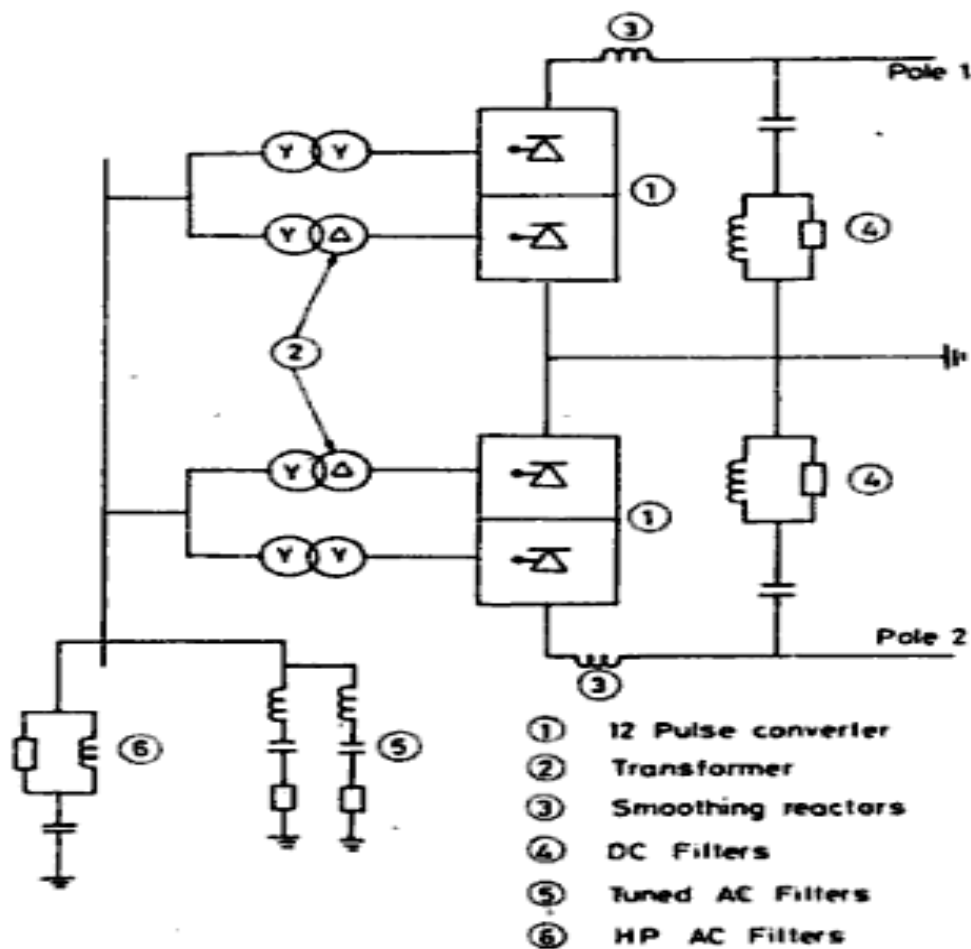 ③
Pole 1
Y Y
①
Y Δ
④
②
Y Δ
④
①
Y Y
Pole 2
③
⑥
⑤
① 12 Pulse converter
② Transformer
③ Smoothing reactors
④ DC Filters
⑤ Tuned AC Filters
⑥ HP AC Filters